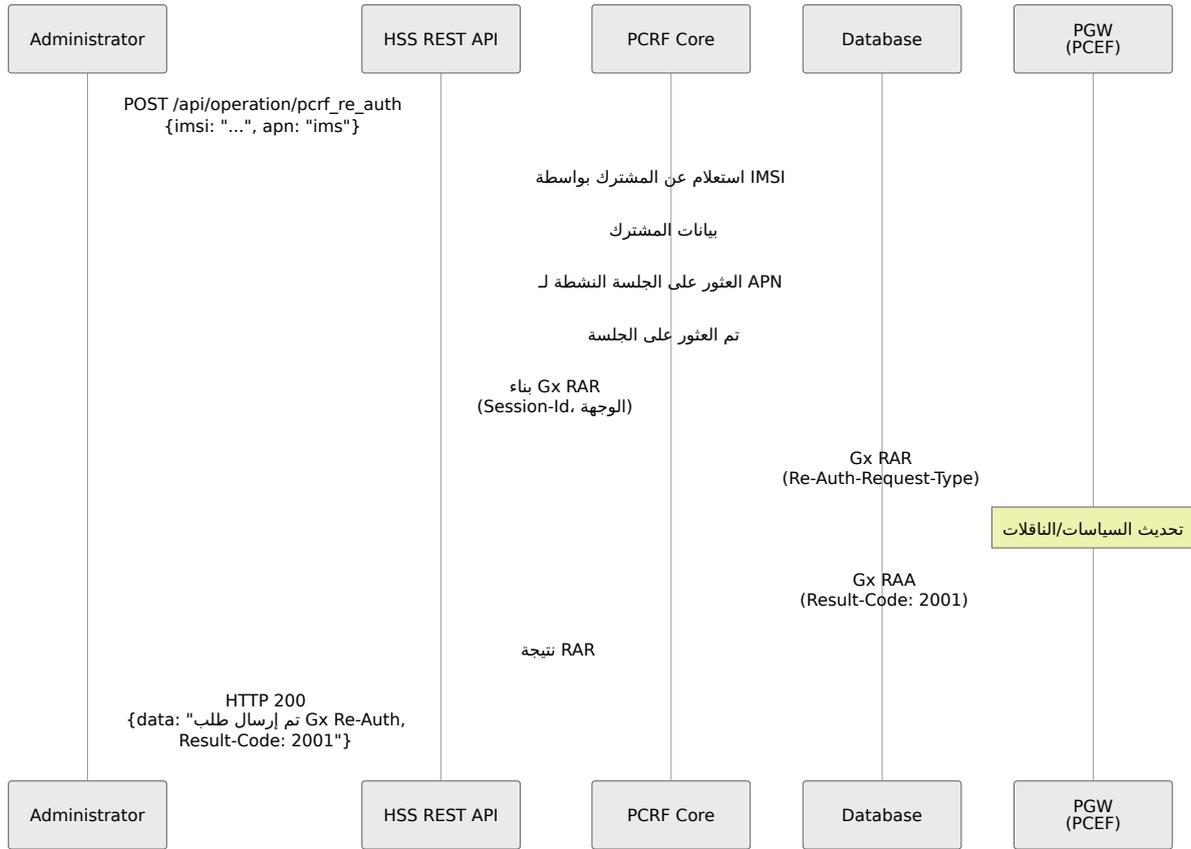 Administrator
HSS REST API
PCRF Core
Database
PGW
(PCEF)
POST /api/operation/pcrf_re_auth
{imsi: "...", apn: "ims"}
استعلام عن المشترك بواسطة IMSI
بيانات المشترك
العثور على الجلسة النشطة لـ APN
تم العثور على الجلسة
بناء Gx RAR
(Session-Id، الوجهة)
Gx RAR
(Re-Auth-Request-Type)
تحديث السياسات/الناقلات
Gx RAA
(Result-Code: 2001)
نتيجة RAR
HTTP 200
{data: "تم إرسال طلب Gx Re-Auth,
Result-Code: 2001"}
Administrator
HSS REST API
PCRF Core
Database
PGW
(PCEF)